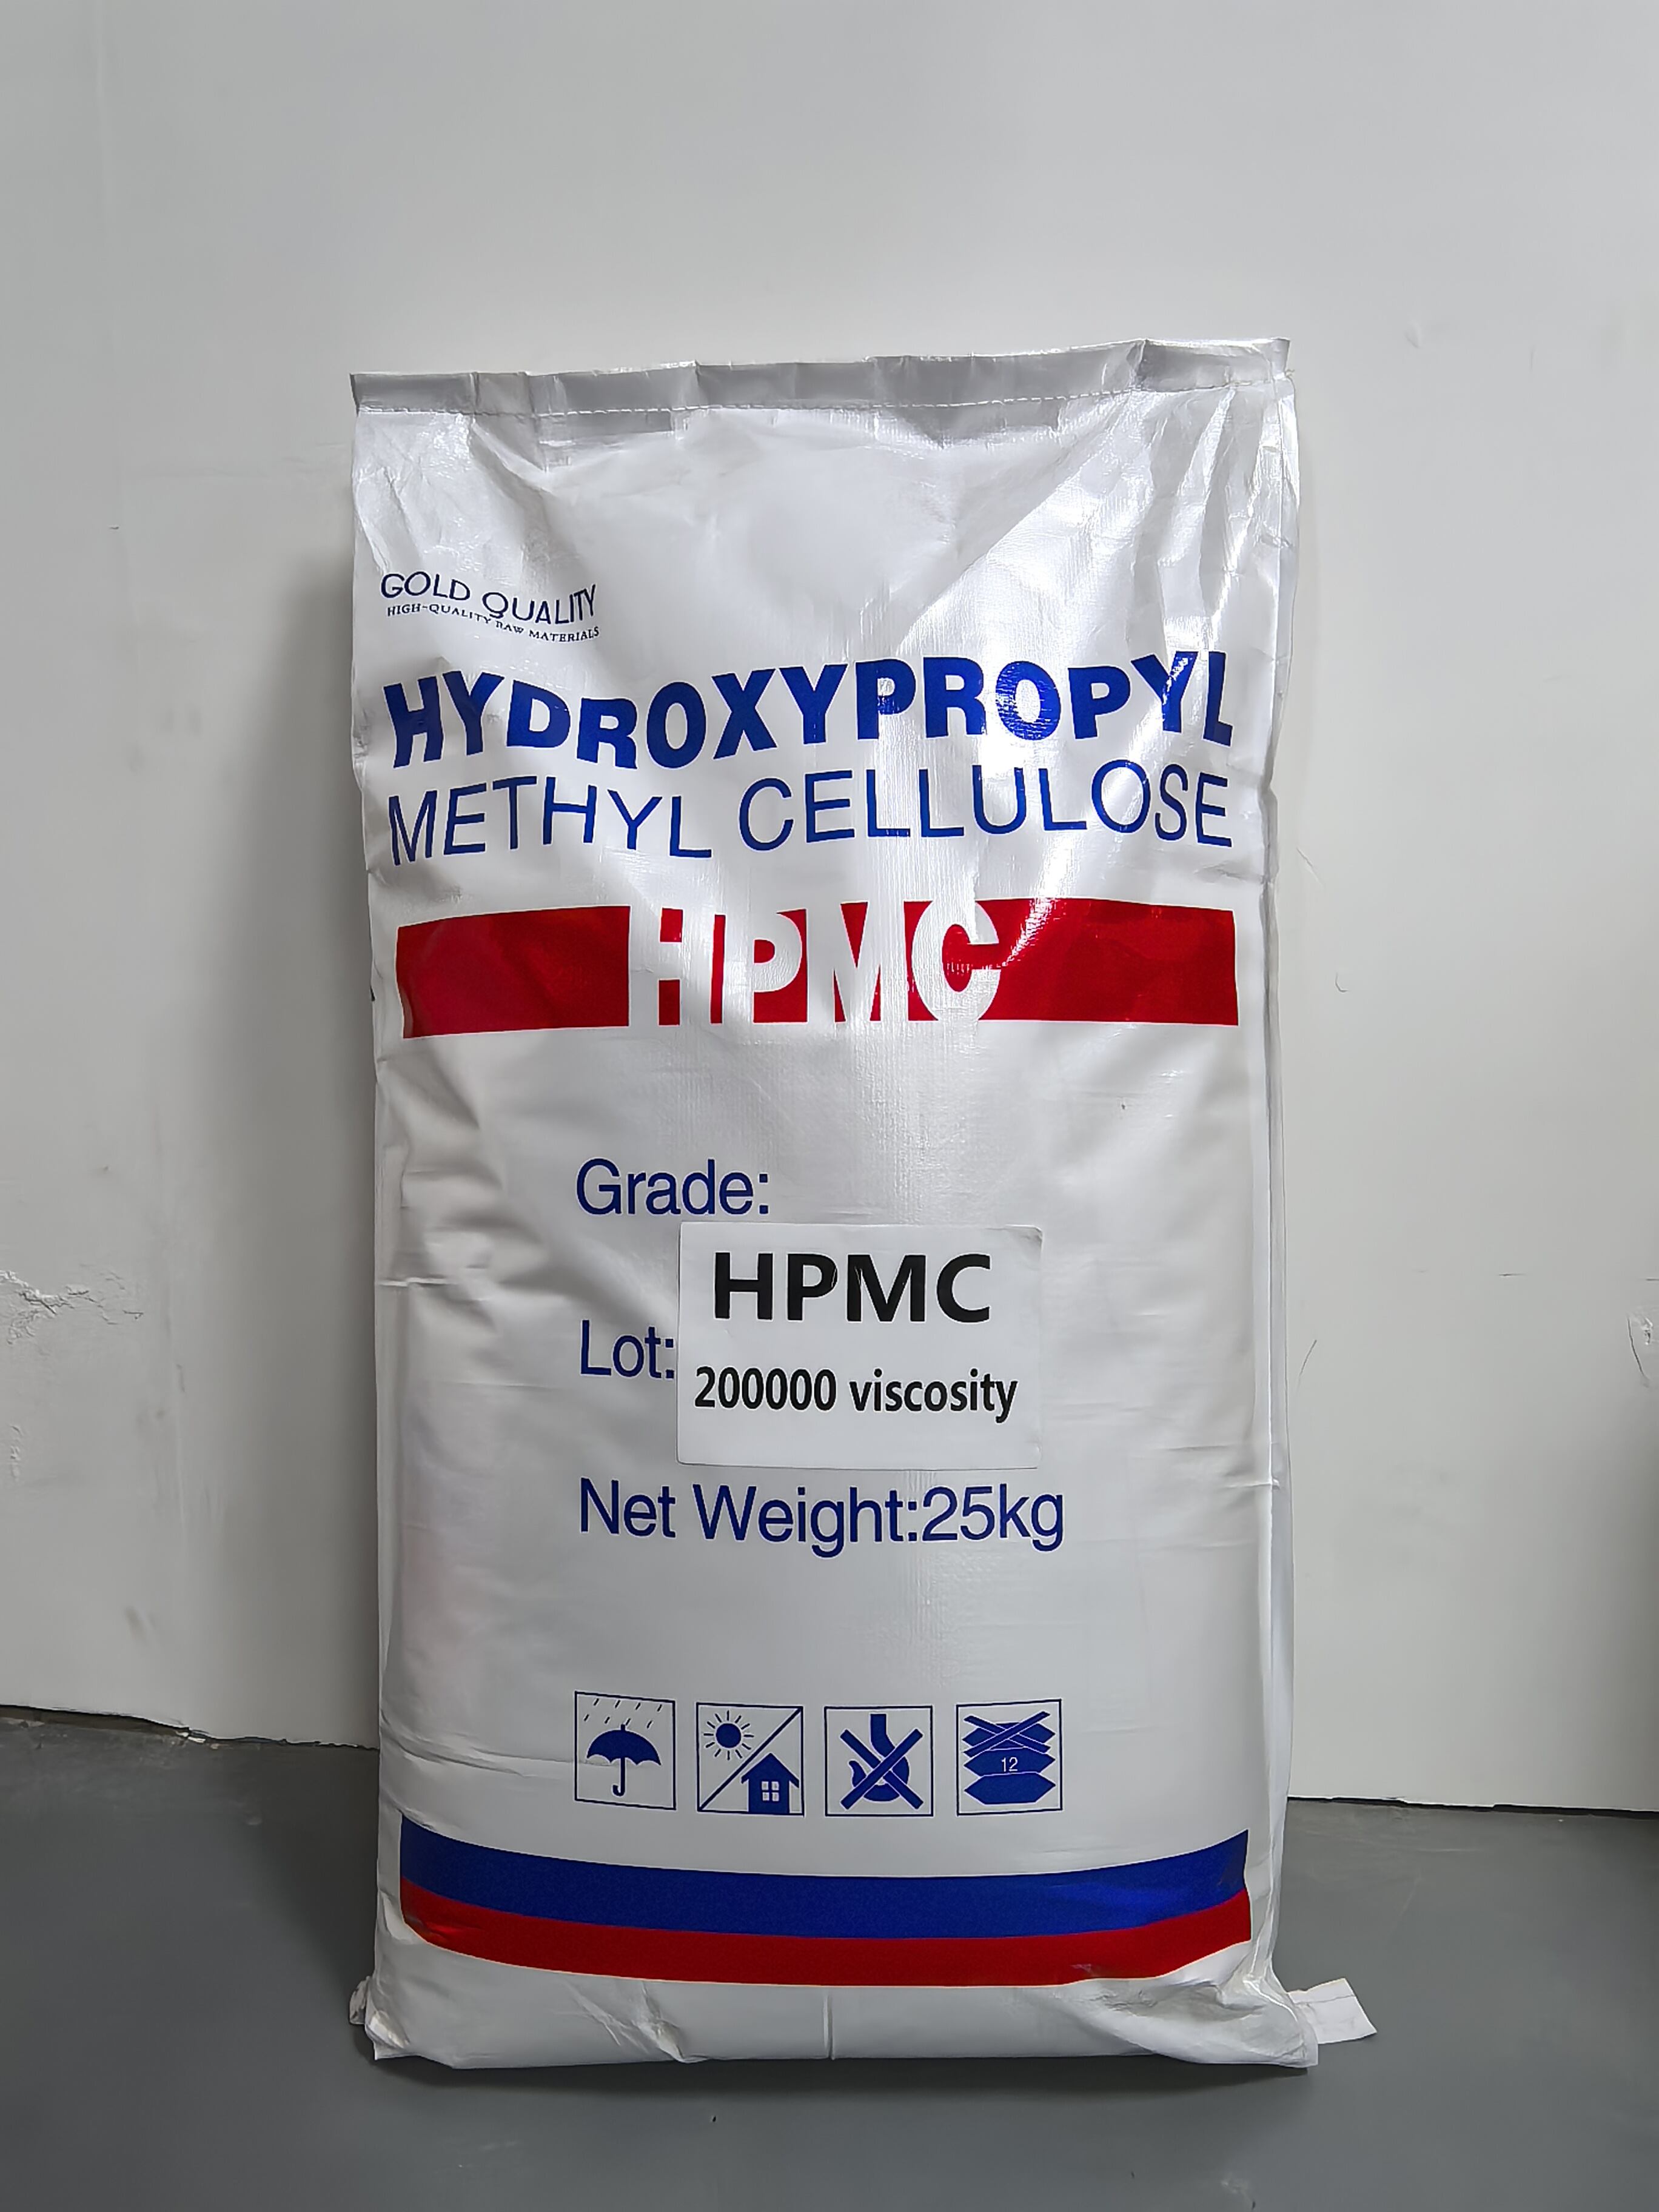 GOLD QUALITY
HIGH-QUALITY RAW MATERIALS
HYDROXYPROPYL
METHYL CELLULOSE
HPMC
Grade:
HPMC
Lot:
200000 viscosity
Net Weight:25kg
12